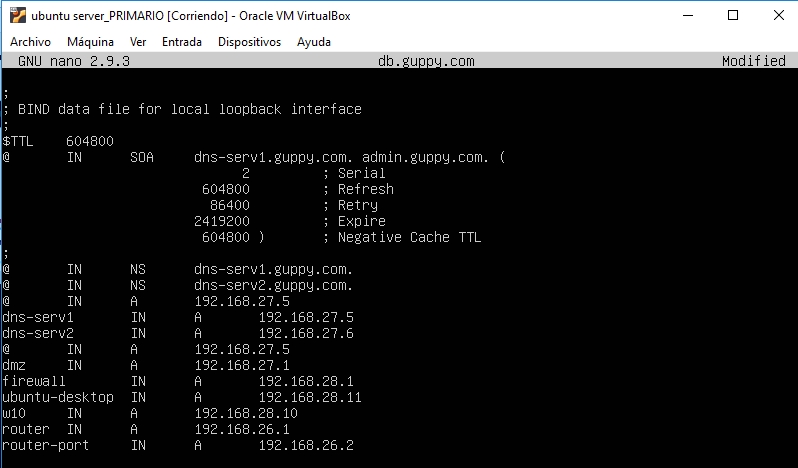 ubuntu server_PRIMARIO [Corriendo] - Oracle VM VirtualBox
Archivo Máquina Ver Entrada Dispositivos Ayuda
GNU nano 2.9.3 db.guppy.com Modified
;
; BIND data file for local loopback interface
;
$TTL 604800
@ IN SOA dns-serv1.guppy.com. admin.guppy.com. (
2 ; Serial
604800 ; Refresh
86400 ; Retry
2419200 ; Expire
604800 ) ; Negative Cache TTL
;
@ IN NS dns-serv1.guppy.com.
@ IN NS dns-serv2.guppy.com.
@ IN A 192.168.27.5
dns-serv1 IN A 192.168.27.5
dns-serv2 IN A 192.168.27.6
@ IN A 192.168.27.5
dmz IN A 192.168.27.1
firewall IN A 192.168.28.1
ubuntu-desktop IN A 192.168.28.11
w10 IN A 192.168.28.10
router IN A 192.168.26.1
router-port IN A 192.168.26.2